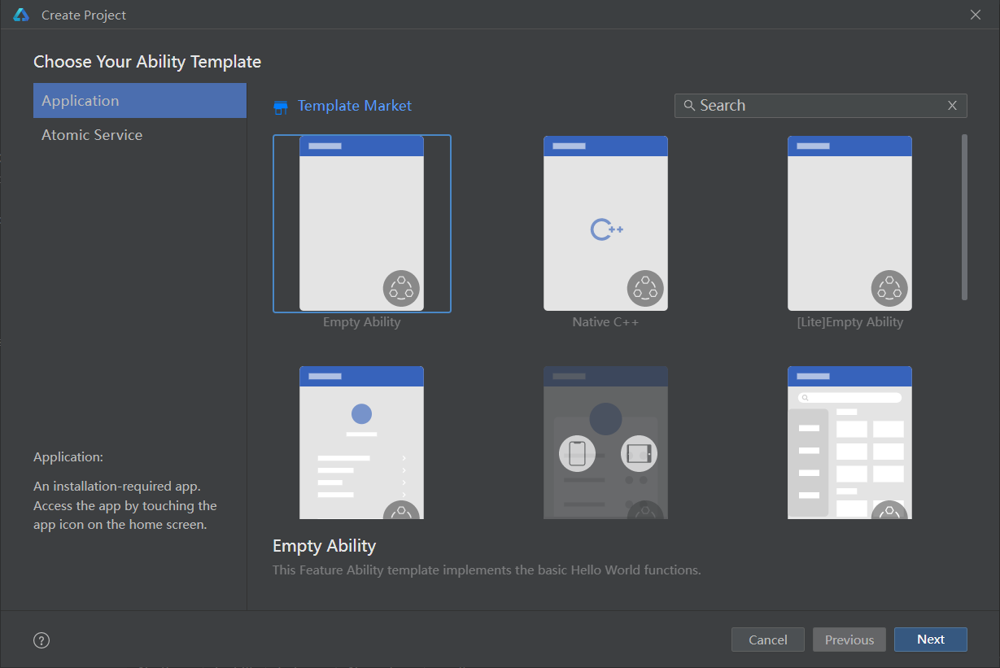 Create Project
Choose Your Ability Template
Application
Atomic Service
Template Market
Search
Empty Ability
Native C++
[Lite]Empty Ability
Application:
An installation-required app.
Access the app by touching the
app icon on the home screen.
Empty Ability
This Feature Ability template implements the basic Hello World functions.
?
Cancel
Previous
Next